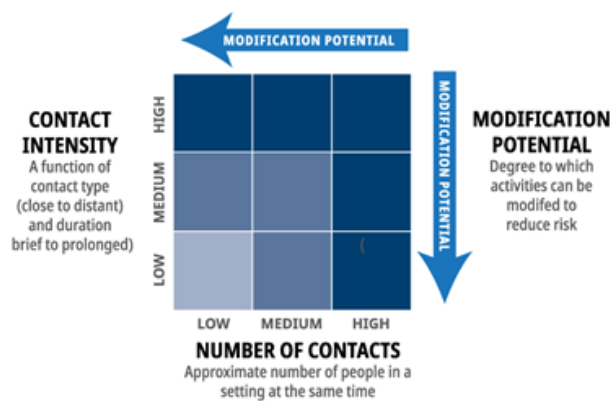 MODIFICATION POTENTIAL
CONTACT
INTENSITY
A function of
contact type
(close to distant)
and duration
brief to prolonged)
HIGH
MEDIUM
LOW
MODIFICATION POTENTIAL
MODIFICATION
POTENTIAL
Degree to which
activities can be
modifed to
reduce risk
(
LOW MEDIUM HIGH
NUMBER OF CONTACTS
Approximate number of people in a
setting at the same time